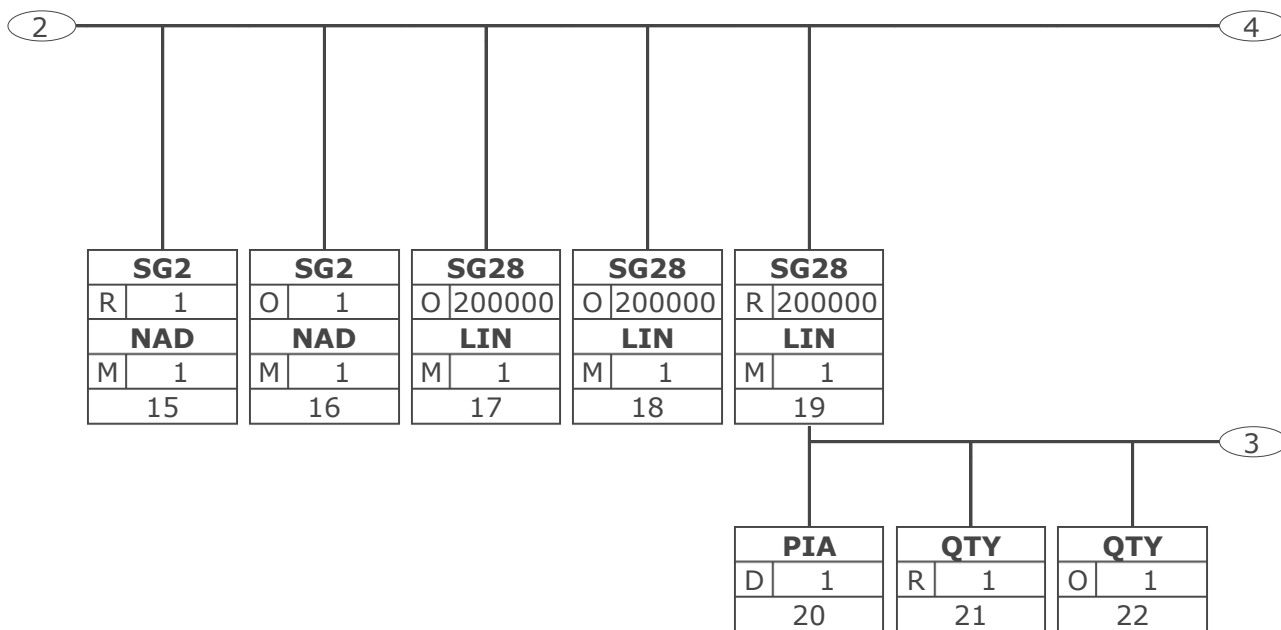 2 4
SG2 SG2 SG28 SG28 SG28
R 1 O 1 O 200000 O 200000 R 200000
NAD NAD LIN LIN LIN
M 1 M 1 M 1 M 1 M 1
15 16 17 18 19
3
PIA QTY QTY
D 1 R 1 O 1
20 21 22